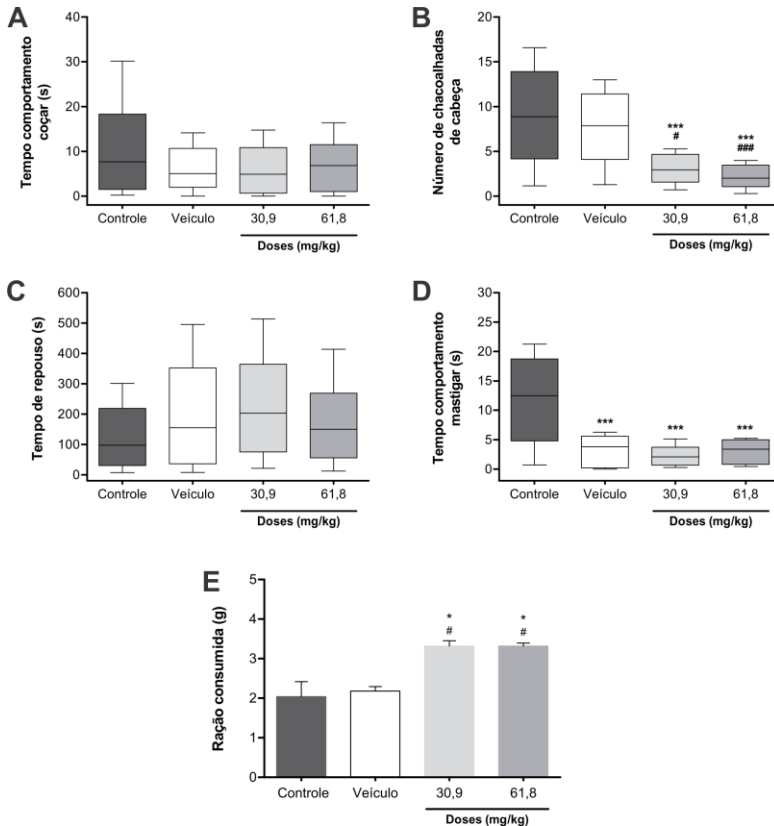 A
Tempo comportamento
coçar (s)
40
30
20
10
0
Controle Veículo 30,9 61,8
Doses (mg/kg)
B
Número de chacoalhadas
de cabeça
20
15
10
5
0
***
#
***
###
Controle Veículo 30,9 61,8
Doses (mg/kg)
C
Tempo de repouso (s)
600
500
400
300
200
100
0
Controle Veículo 30,9 61,8
Doses (mg/kg)
D
Tempo comportamento
mastigar (s)
30
25
20
15
10
5
0
*** *** ***
Controle Veículo 30,9 61,8
Doses (mg/kg)
E
Ração consumida (g)
5
4
3
2
1
0
* *
# #
Controle Veículo 30,9 61,8
Doses (mg/kg)